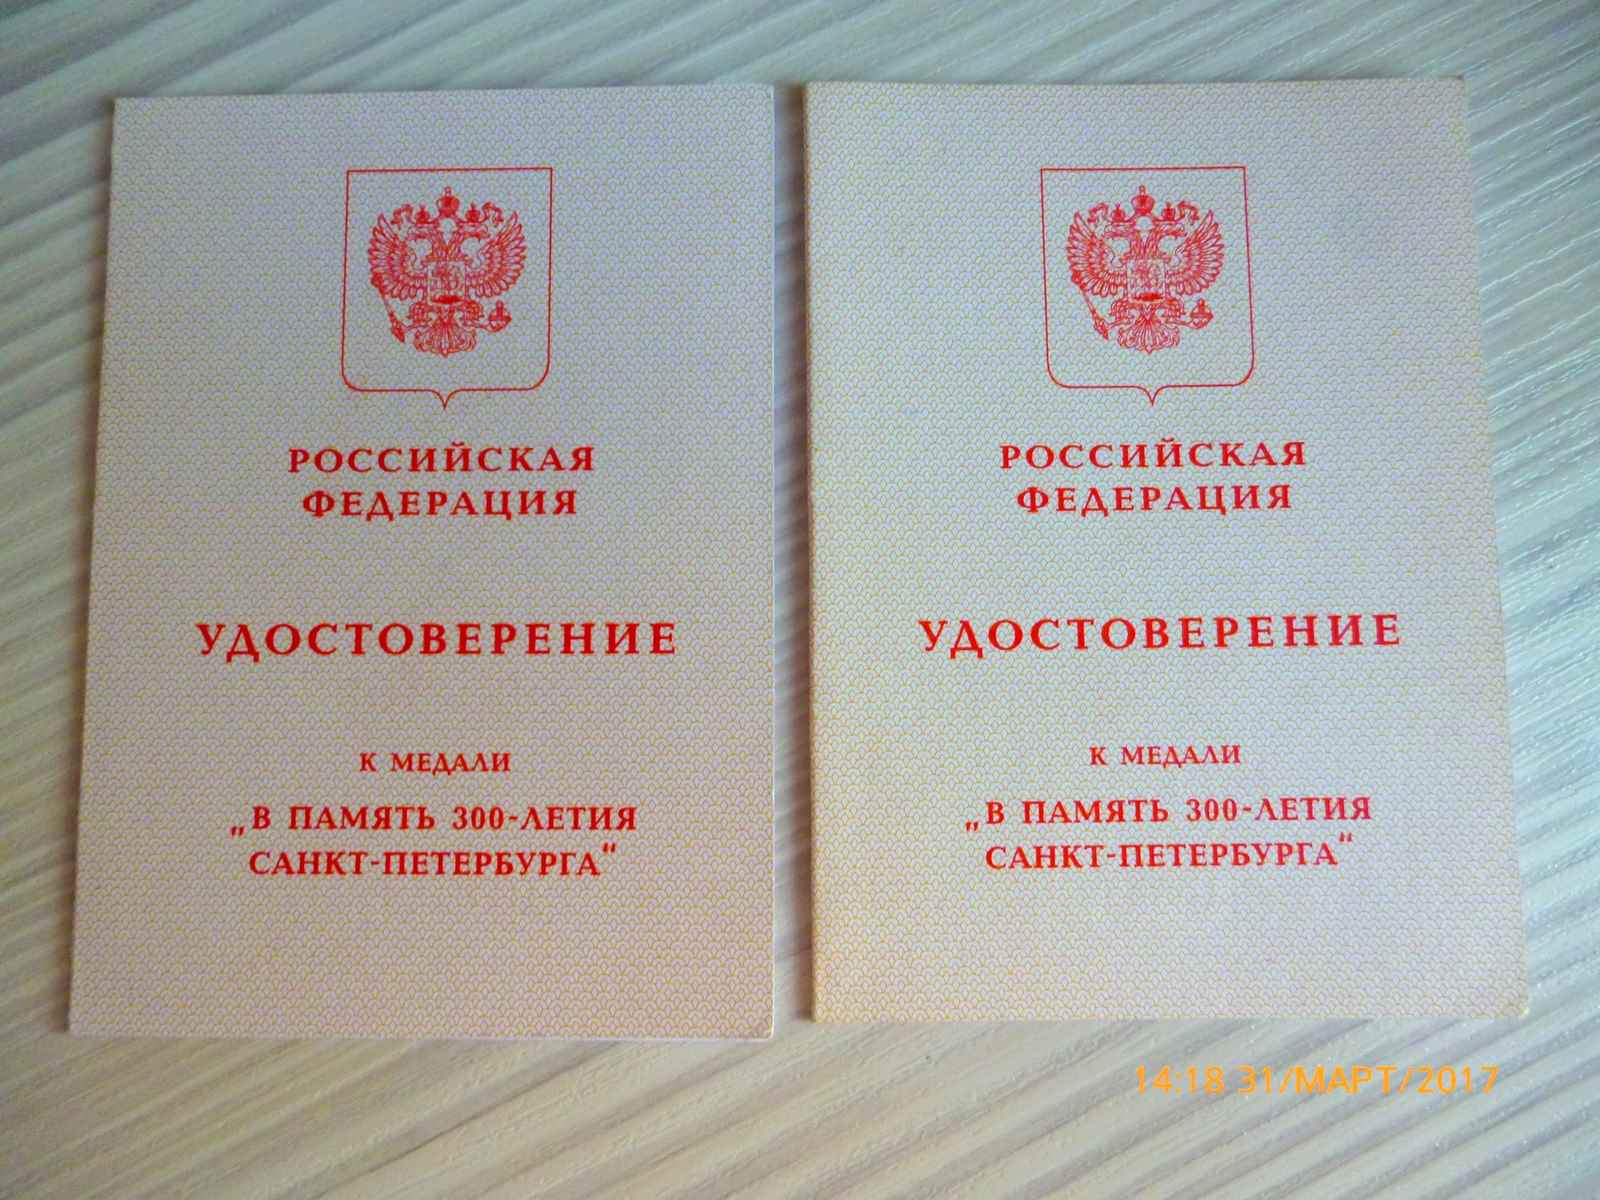 РОССИЙСКАЯ
ФЕДЕРАЦИЯ
УДОСТОВЕРЕНИЕ
К МЕДАЛИ
„В ПАМЯТЬ 300-ЛЕТИЯ
САНКТ-ПЕТЕРБУРГА“
РОССИЙСКАЯ
ФЕДЕРАЦИЯ
УДОСТОВЕРЕНИЕ
К МЕДАЛИ
„В ПАМЯТЬ 300-ЛЕТИЯ
САНКТ-ПЕТЕРБУРГА“
14:18 31/МАРТ/2017